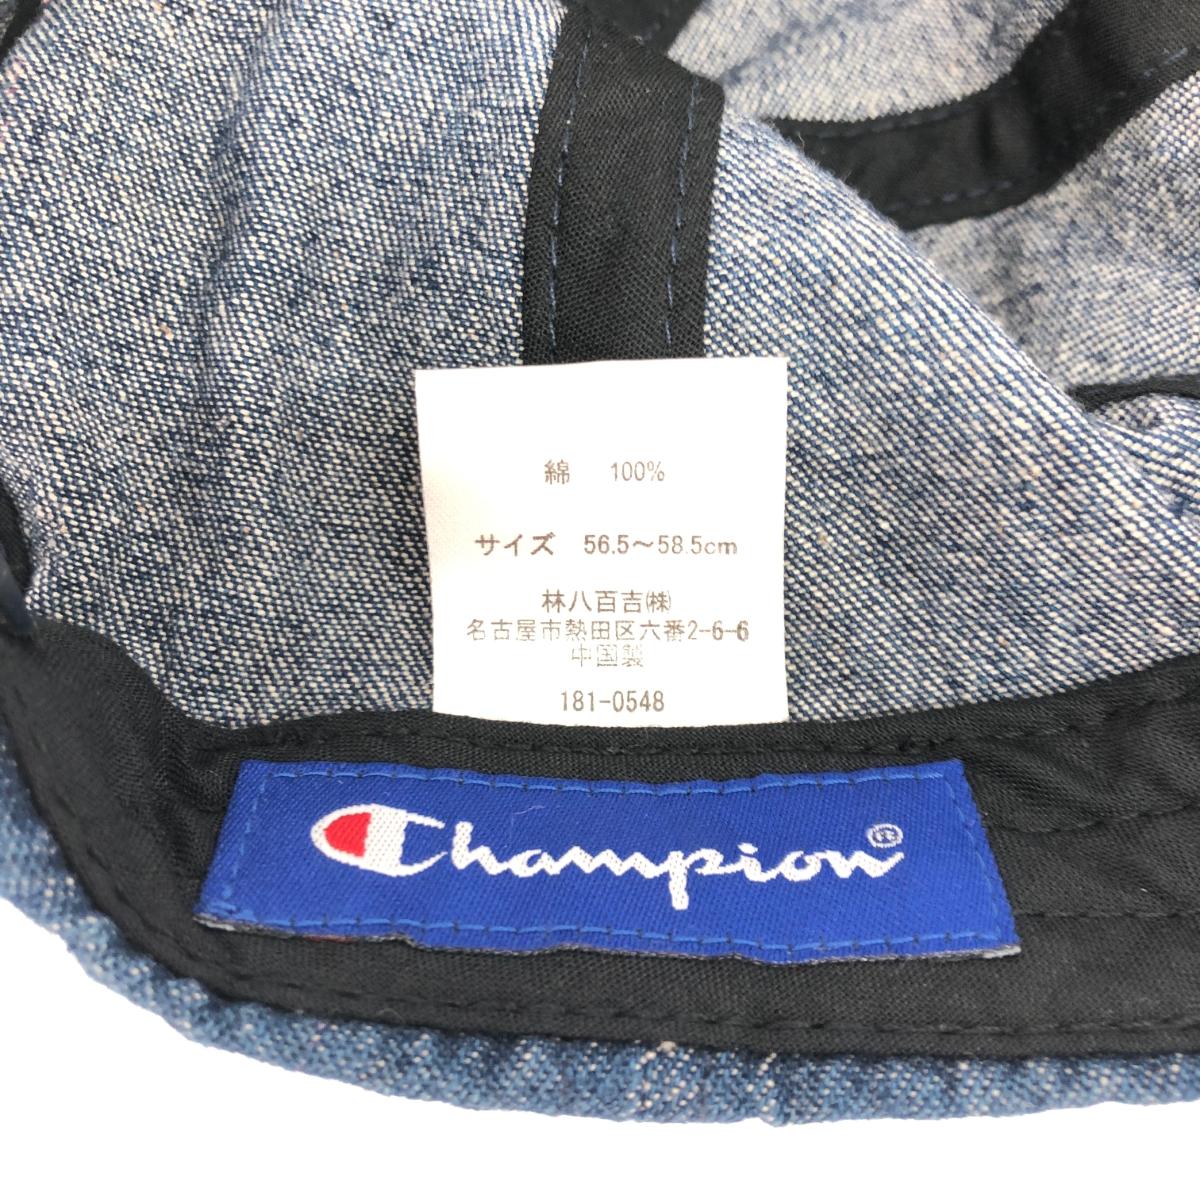 綿 100%
サイズ 56.5～58.5cm
林八百吉㈱
名古屋市熱田区六番2-6-6
中国製
181-0548
Champion®